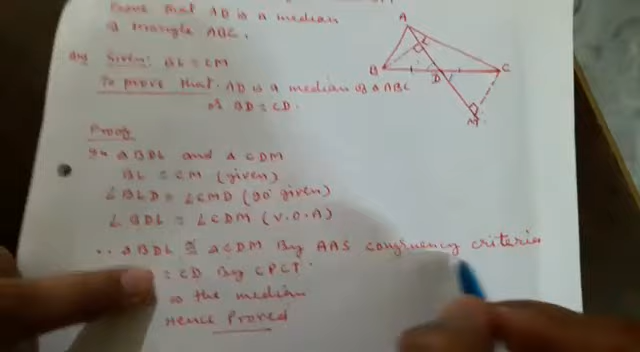 Prove that AD is a median
of triangle ABC.
Given: BL = CM
To prove that: AD is a median of △ABC
or BD = CD.
Proof
In △BDL and △CDM
BL = CM (given)
∠BLD = ∠CMD (90° given)
∠BDL = ∠CDM (V.O.A)
∴ △BDL ≅ △CDM By AAS congruency criteria
= CD By CPCT.
is the median
Hence Proved
A
L
B
D
C
M